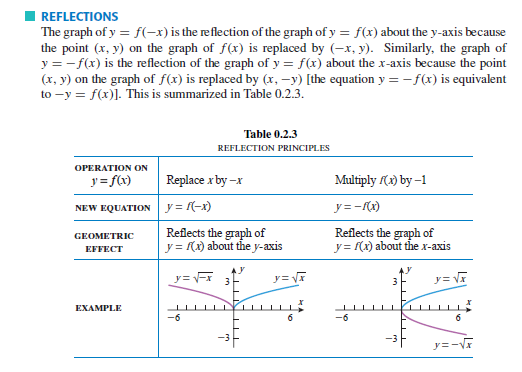 REFLECTIONS
The graph of y = f(−x) is the reflection of the graph of y = f(x) about the y-axis because
the point (x, y) on the graph of f(x) is replaced by (−x, y). Similarly, the graph of
y = −f(x) is the reflection of the graph of y = f(x) about the x-axis because the point
(x, y) on the graph of f(x) is replaced by (x, −y) [the equation y = −f(x) is equivalent
to −y = f(x)]. This is summarized in Table 0.2.3.
Table 0.2.3
REFLECTION PRINCIPLES
OPERATION ON
y = f(x)
Replace x by −x
Multiply f(x) by −1
NEW EQUATION
y = f(−x)
y = −f(x)
GEOMETRIC
EFFECT
Reflects the graph of
y = f(x) about the y-axis
Reflects the graph of
y = f(x) about the x-axis
EXAMPLE
y = √−x
3
y
y = √x
x
−6
6
−3
3
y
y = √x
x
−6
6
−3
y = −√x